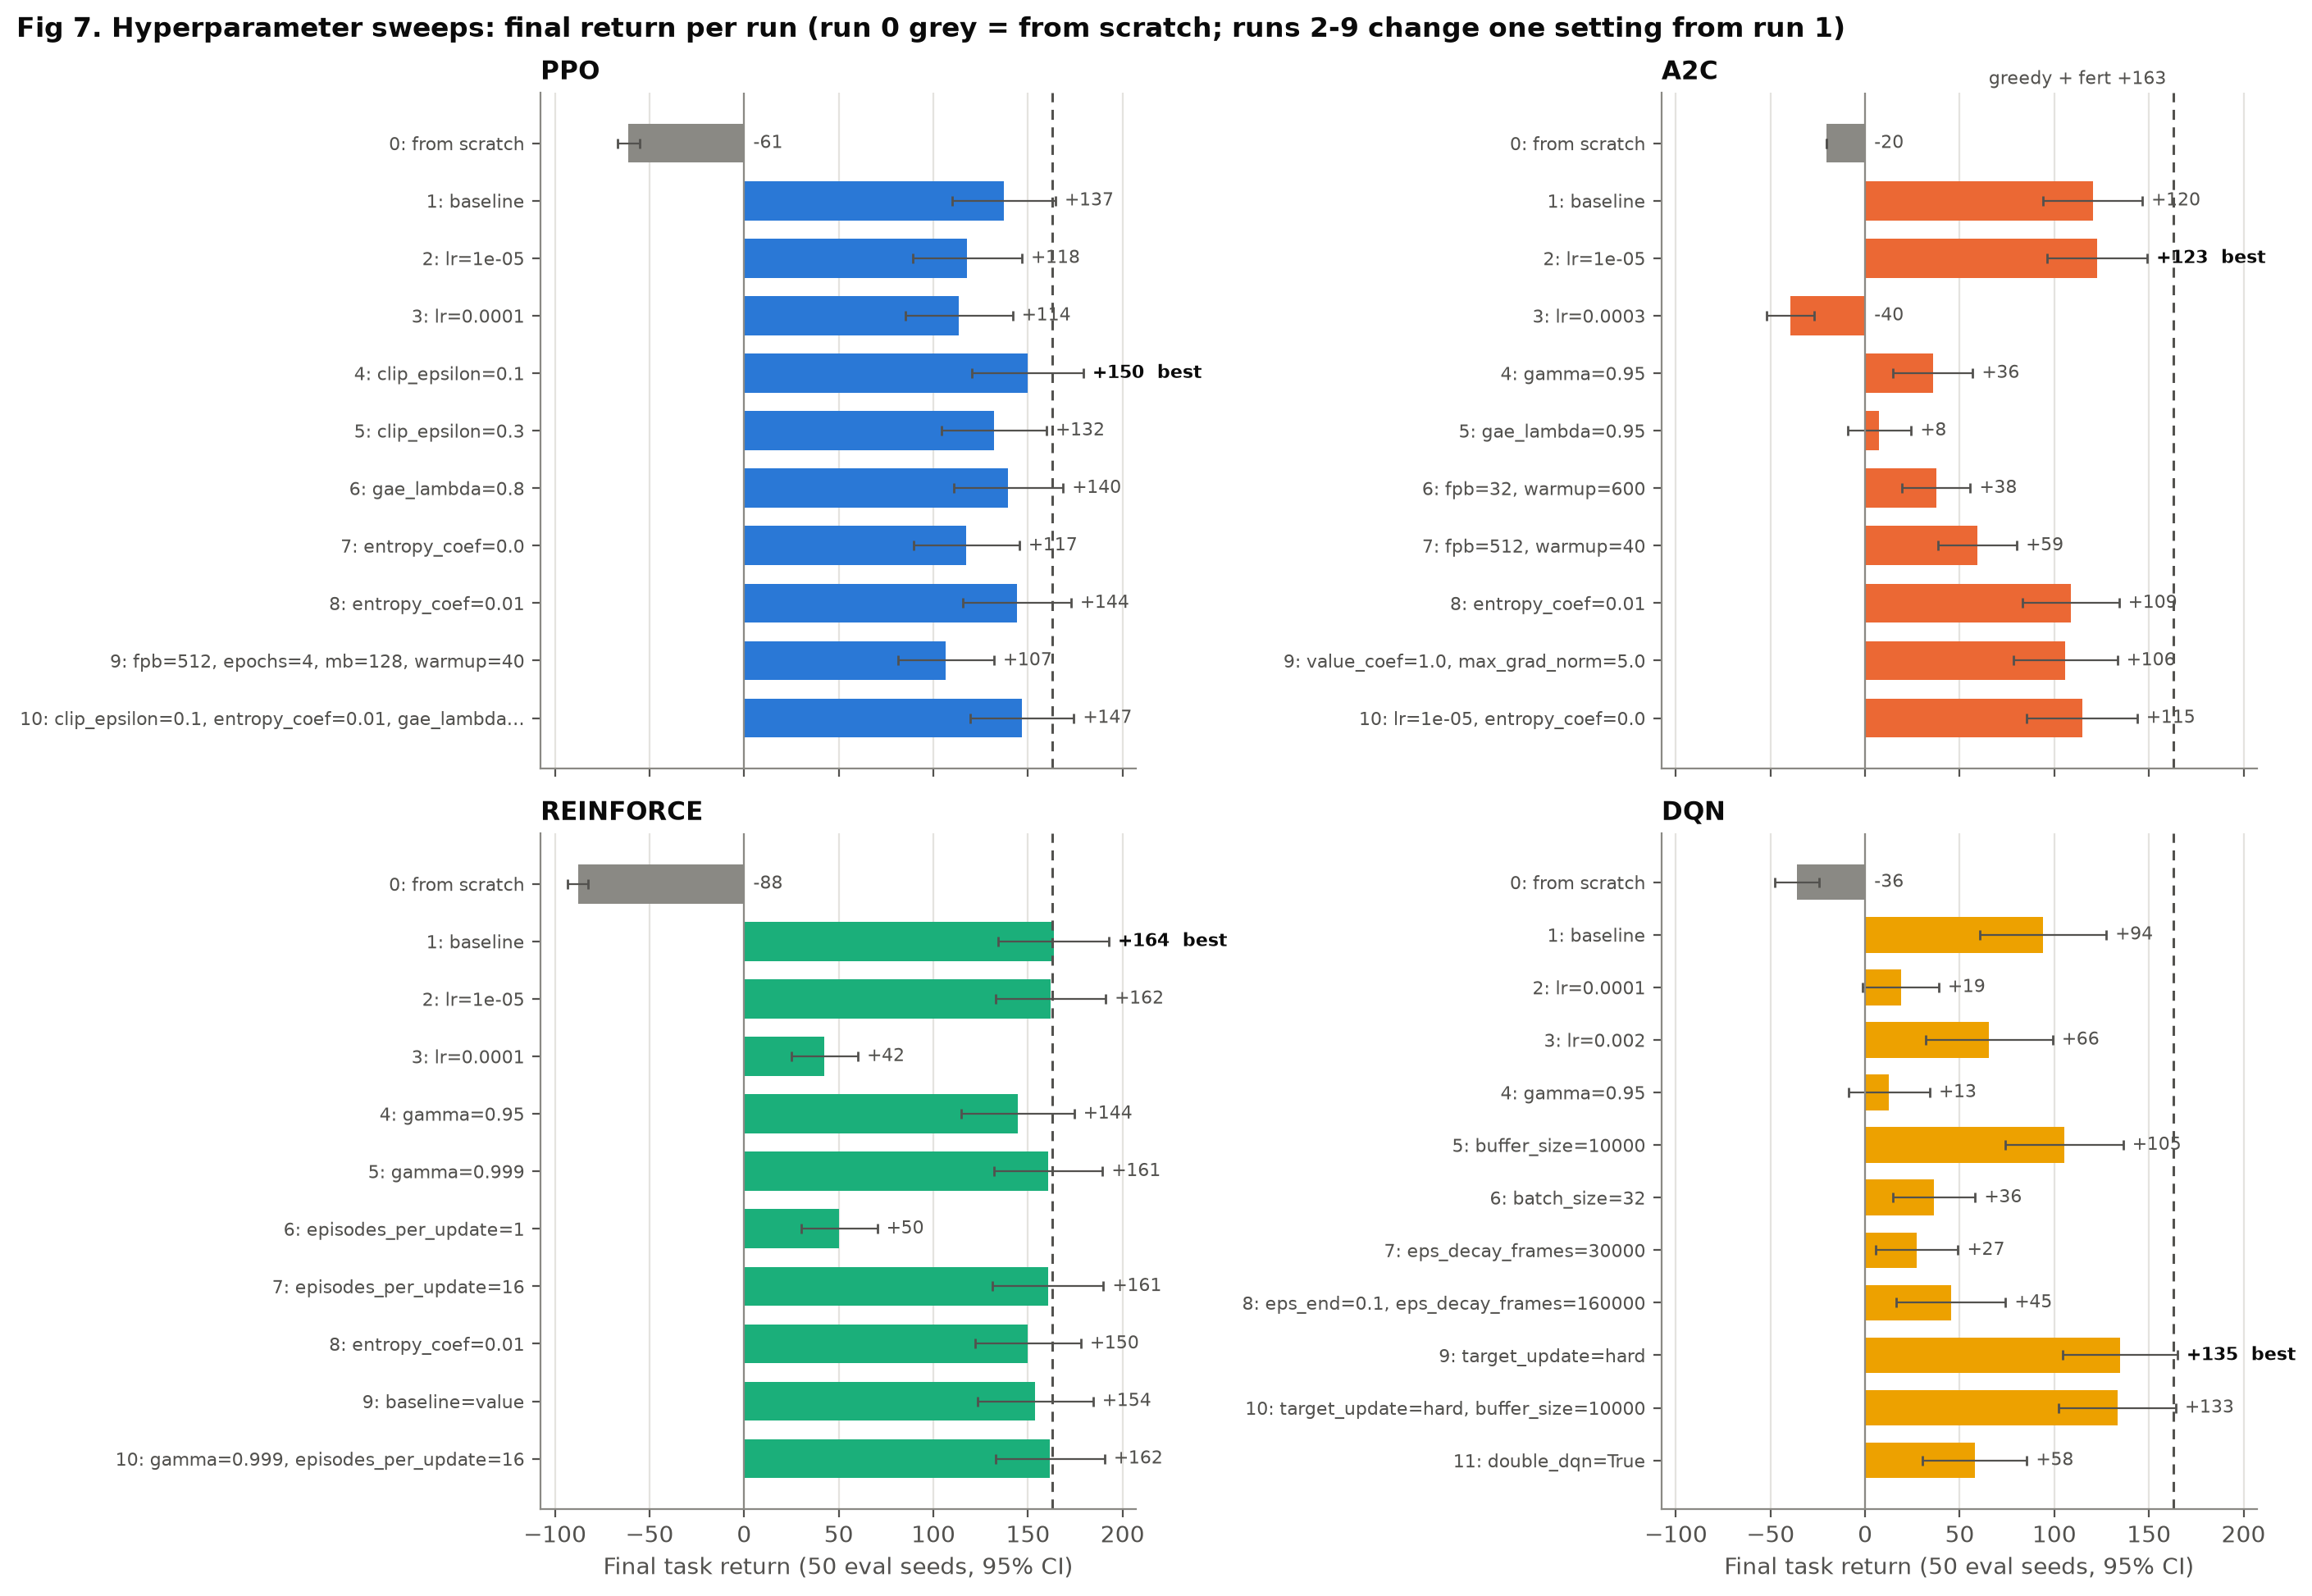 Fig 7. Hyperparameter sweeps: final return per run (run 0 grey = from scratch; runs 2-9 change one setting from run 1)
PPO
0: from scratch -61
1: baseline +137
2: lr=1e-05 +118
3: lr=0.0001 +114
4: clip_epsilon=0.1 +150 best
5: clip_epsilon=0.3 +132
6: gae_lambda=0.8 +140
7: entropy_coef=0.0 +117
8: entropy_coef=0.01 +144
9: fpb=512, epochs=4, mb=128, warmup=40 +107
10: clip_epsilon=0.1, entropy_coef=0.01, gae_lambda... +147
A2C
greedy + fert +163
0: from scratch -20
1: baseline +120
2: lr=1e-05 +123 best
3: lr=0.0003 -40
4: gamma=0.95 +36
5: gae_lambda=0.95 +8
6: fpb=32, warmup=600 +38
7: fpb=512, warmup=40 +59
8: entropy_coef=0.01 +109
9: value_coef=1.0, max_grad_norm=5.0 +106
10: lr=1e-05, entropy_coef=0.0 +115
REINFORCE
0: from scratch -88
1: baseline +164 best
2: lr=1e-05 +162
3: lr=0.0001 +42
4: gamma=0.95 +144
5: gamma=0.999 +161
6: episodes_per_update=1 +50
7: episodes_per_update=16 +161
8: entropy_coef=0.01 +150
9: baseline=value +154
10: gamma=0.999, episodes_per_update=16 +162
−100 −50 0 50 100 150 200
Final task return (50 eval seeds, 95% CI)
DQN
0: from scratch -36
1: baseline +94
2: lr=0.0001 +19
3: lr=0.002 +66
4: gamma=0.95 +13
5: buffer_size=10000 +105
6: batch_size=32 +36
7: eps_decay_frames=30000 +27
8: eps_end=0.1, eps_decay_frames=160000 +45
9: target_update=hard +135 best
10: target_update=hard, buffer_size=10000 +133
11: double_dqn=True +58
−100 −50 0 50 100 150 200
Final task return (50 eval seeds, 95% CI)